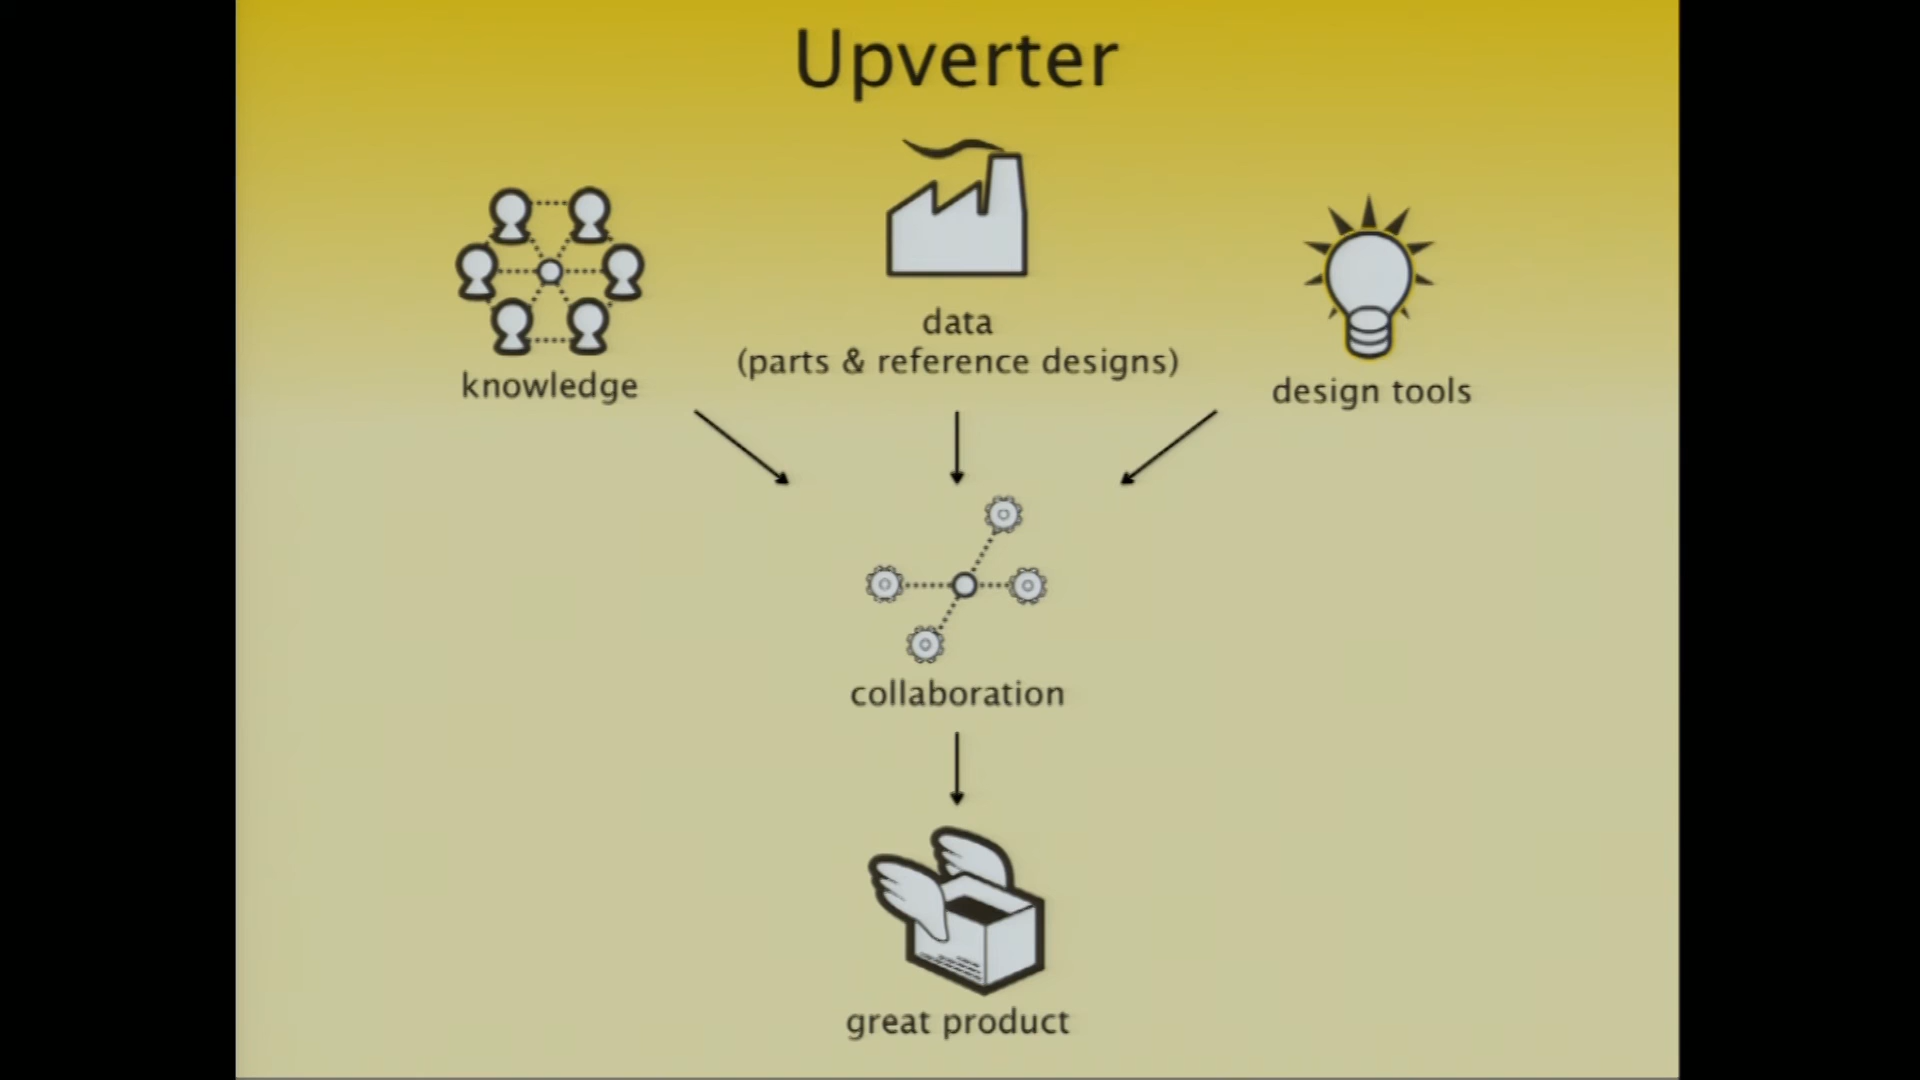 Upverter
knowledge
data
(parts & reference designs)
design tools
collaboration
great product